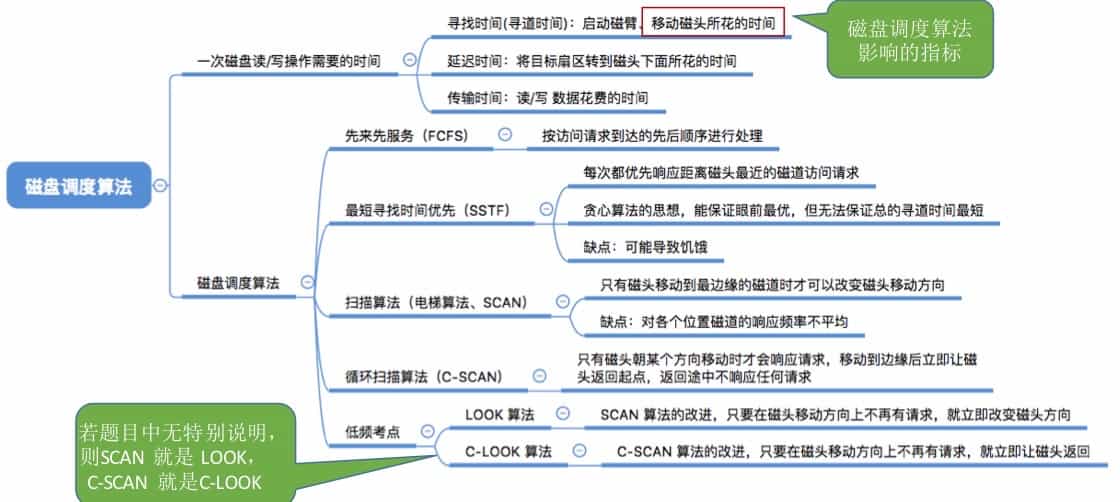 磁盘调度算法
一次磁盘读/写操作需要的时间
寻找时间(寻道时间)：启动磁臂、移动磁头所花的时间
磁盘调度算法
影响的指标
延迟时间：将目标扇区转到磁头下面所花的时间
传输时间：读/写 数据花费的时间
磁盘调度算法
先来先服务（FCFS）
按访问请求到达的先后顺序进行处理
最短寻找时间优先（SSTF）
每次都优先响应距离磁头最近的磁道访问请求
贪心算法的思想，能保证眼前最优，但无法保证总的寻道时间最短
缺点：可能导致饥饿
扫描算法（电梯算法、SCAN）
只有磁头移动到最边缘的磁道时才可以改变磁头移动方向
缺点：对各个位置磁道的响应频率不平均
循环扫描算法（C-SCAN）
只有磁头朝某个方向移动时才会响应请求，移动到边缘后立即让磁
头返回起点，返回途中不响应任何请求
低频考点
LOOK 算法
SCAN 算法的改进，只要在磁头移动方向上不再有请求，就立即改变磁头方向
C-LOOK 算法
C-SCAN 算法的改进，只要在磁头移动方向上不再有请求，就立即让磁头返回
若题目中无特别说明，
则SCAN 就是 LOOK，
C-SCAN 就是C-LOOK